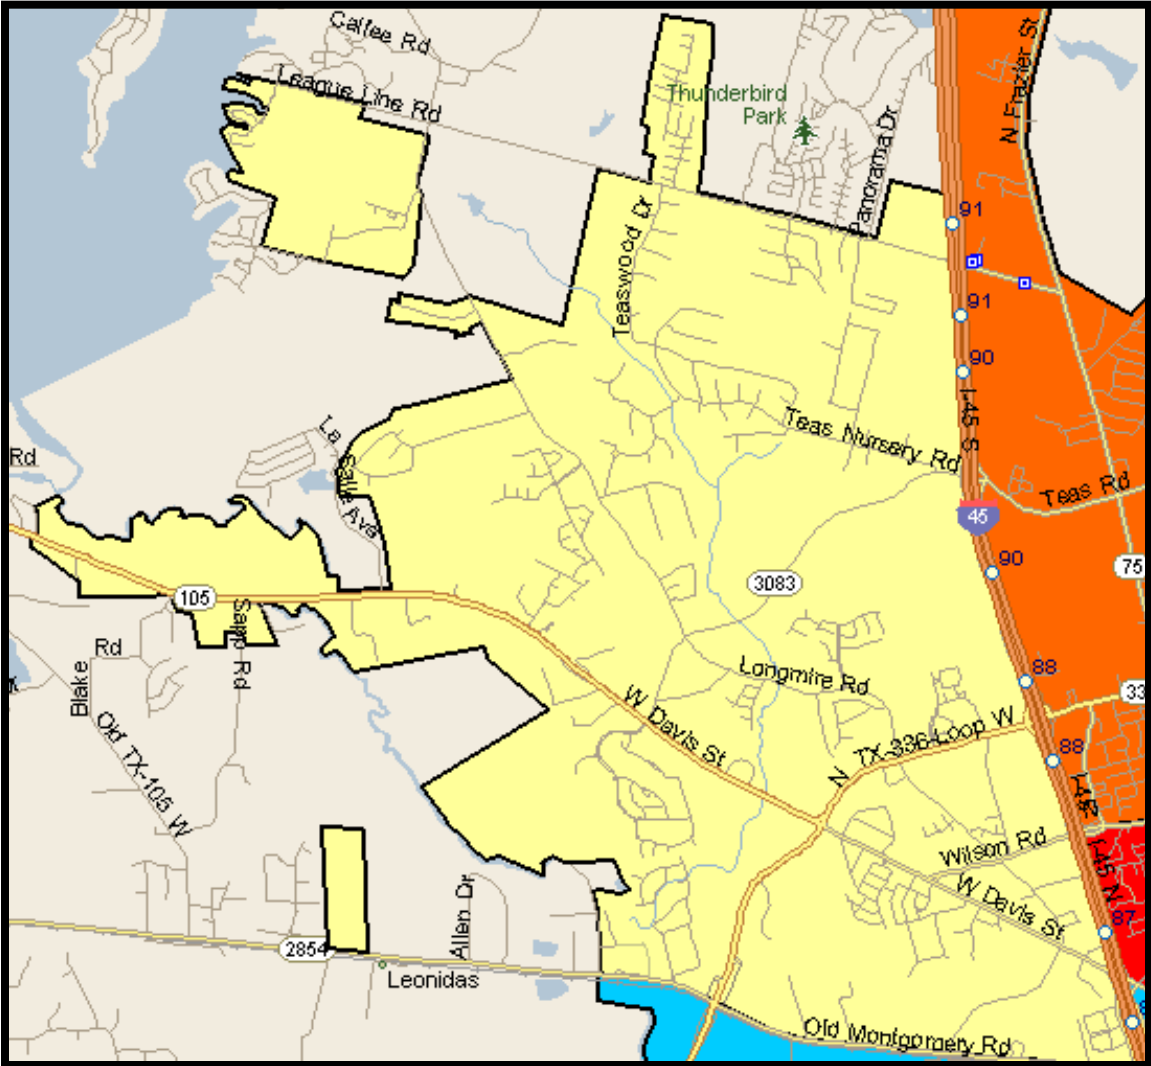 Calfee Rd
League Line Rd
Thunderbird
Park
Panorama Dr
N Frazier St
91
Teaswood Dr
91
90
I-45 S
Teas Nursery Rd
La Salle Ave
Rd
Teas Rd
45
90
75
3083
105
Sapp Rd
Rd
Blake
Old TX-105 W
Longmire Rd
88
33
W Davis St
N TX-336-Loop W
88
I-45 N
Wilson Rd
W Davis St
87
Allen Dr
2854
Leonidas
Old Montgomery Rd